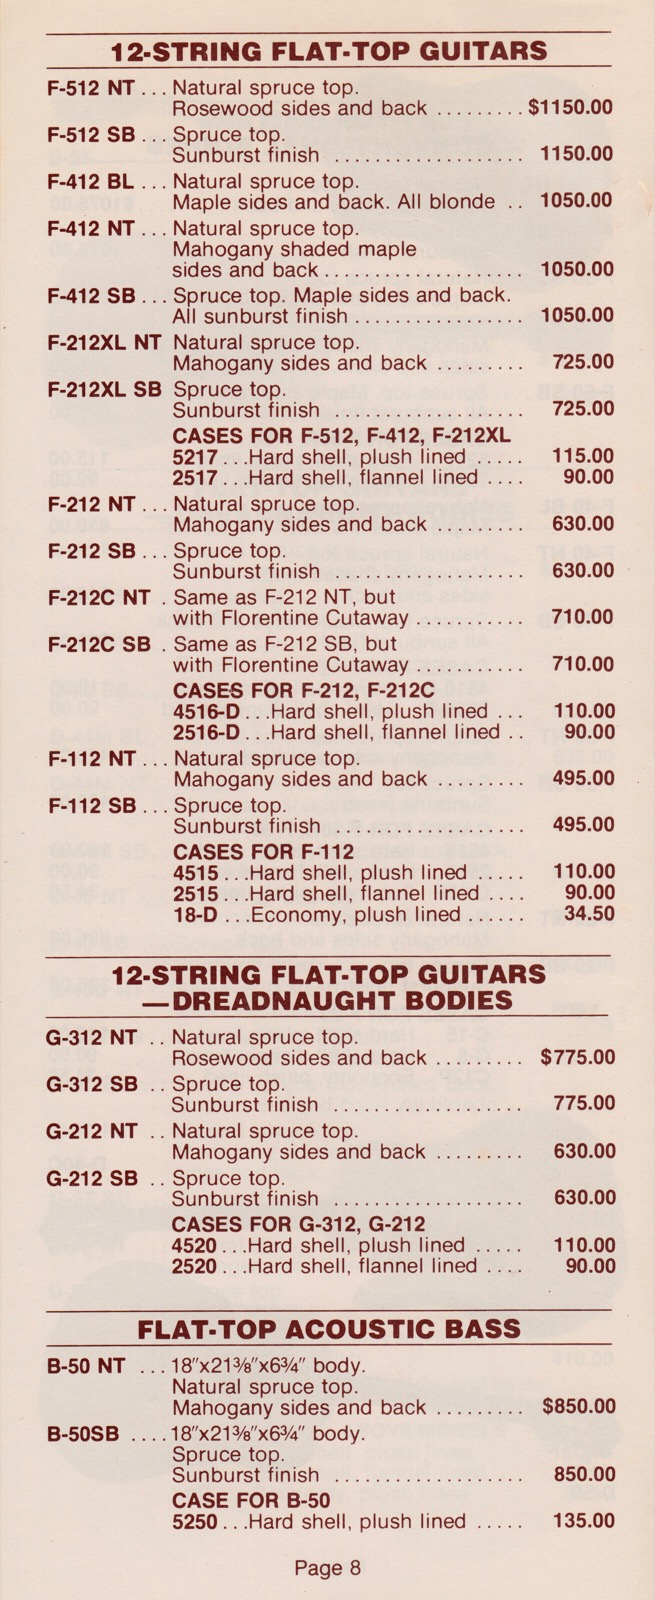 12-STRING FLAT-TOP GUITARS
F-512 NT ... Natural spruce top.
Rosewood sides and back ......... $1150.00
F-512 SB ... Spruce top.
Sunburst finish ................... 1150.00
F-412 BL ... Natural spruce top.
Maple sides and back. All blonde .. 1050.00
F-412 NT ... Natural spruce top.
Mahogany shaded maple
sides and back .................... 1050.00
F-412 SB ... Spruce top. Maple sides and back.
All sunburst finish ................. 1050.00
F-212XL NT Natural spruce top.
Mahogany sides and back .......... 725.00
F-212XL SB Spruce top.
Sunburst finish .................... 725.00
CASES FOR F-512, F-412, F-212XL
5217 ...Hard shell, plush lined ..... 115.00
2517 ...Hard shell, flannel lined .... 90.00
F-212 NT ... Natural spruce top.
Mahogany sides and back ......... 630.00
F-212 SB ... Spruce top.
Sunburst finish .................... 630.00
F-212C NT . Same as F-212 NT, but
with Florentine Cutaway ........... 710.00
F-212C SB . Same as F-212 SB, but
with Florentine Cutaway ........... 710.00
CASES FOR F-212, F-212C
4516-D ...Hard shell, plush lined ... 110.00
2516-D ...Hard shell, flannel lined .. 90.00
F-112 NT ... Natural spruce top.
Mahogany sides and back ......... 495.00
F-112 SB ... Spruce top.
Sunburst finish .................... 495.00
CASES FOR F-112
4515 ...Hard shell, plush lined ..... 110.00
2515 ...Hard shell, flannel lined .... 90.00
18-D ...Economy, plush lined ...... 34.50
12-STRING FLAT-TOP GUITARS
—DREADNAUGHT BODIES
G-312 NT .. Natural spruce top.
Rosewood sides and back ........ $775.00
G-312 SB .. Spruce top.
Sunburst finish ................... 775.00
G-212 NT .. Natural spruce top.
Mahogany sides and back ......... 630.00
G-212 SB .. Spruce top.
Sunburst finish ................... 630.00
CASES FOR G-312, G-212
4520 ...Hard shell, plush lined ..... 110.00
2520 ...Hard shell, flannel lined .... 90.00
FLAT-TOP ACOUSTIC BASS
B-50 NT ... 18″x21⅜″x6¾″ body.
Natural spruce top.
Mahogany sides and back ......... $850.00
B-50SB ....18″x21⅜″x6¾″ body.
Spruce top.
Sunburst finish ................... 850.00
CASE FOR B-50
5250 ...Hard shell, plush lined ..... 135.00
Page 8